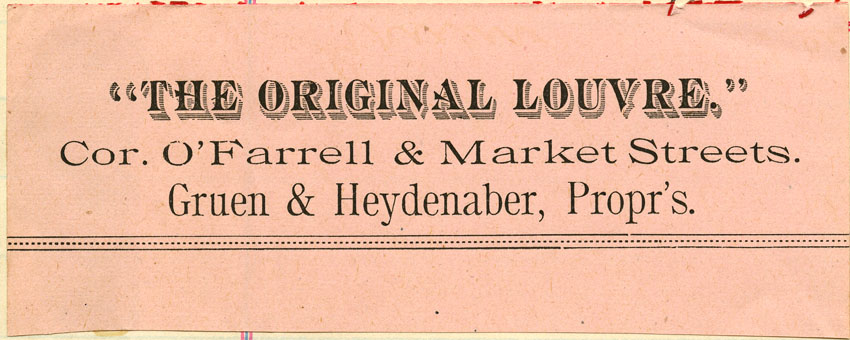 “THE ORIGINAL LOUVRE.”
Cor. O’Farrell & Market Streets.
Gruen & Heydenaber, Propr’s.